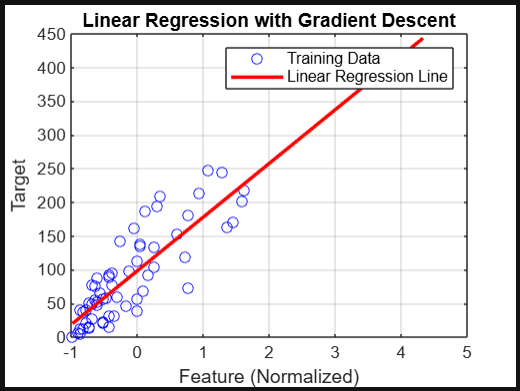 Linear Regression with Gradient Descent
450
400
350
300
250
200
150
100
50
0
Target
Training Data
Linear Regression Line
-1 0 1 2 3 4 5
Feature (Normalized)